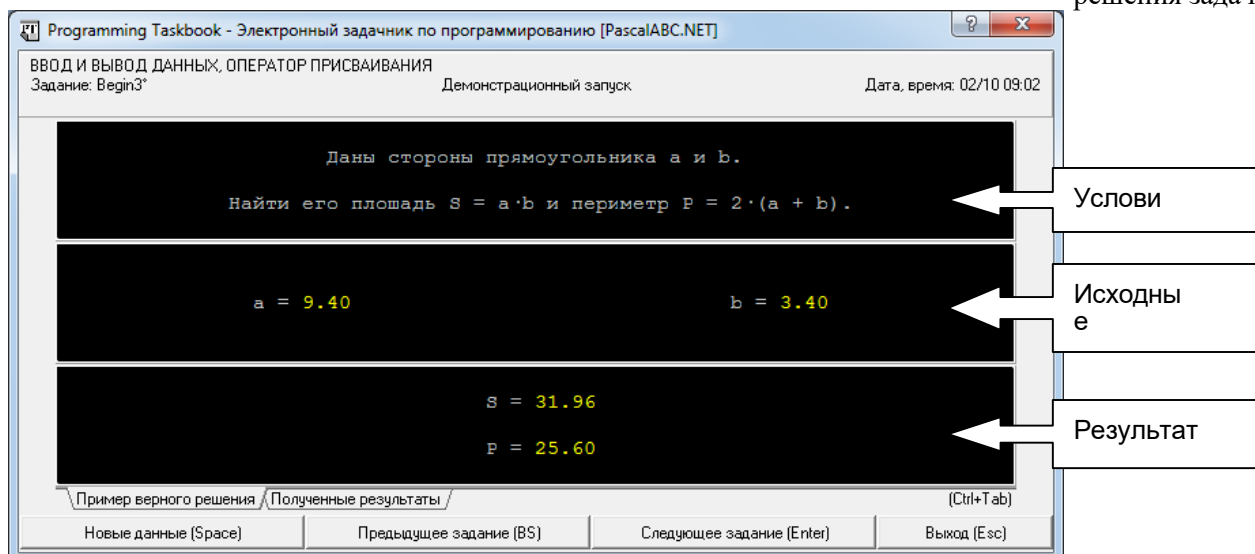 решения задач
Programming Taskbook - Электронный задачник по программированию [PascalABC.NET]
ВВОД И ВЫВОД ДАННЫХ, ОПЕРАТОР ПРИСВАИВАНИЯ
Задание: Begin3° Демонстрационный запуск Дата, время: 02/10 09:02
Даны стороны прямоугольника a и b.
Найти его площадь S = a·b и периметр P = 2·(a + b).
Услови
a = 9.40 b = 3.40
Исходны
е
S = 31.96
P = 25.60
Результат
Пример верного решения Полученные результаты (Ctrl+Tab)
Новые данные (Space) Предыдущее задание (BS) Следующее задание (Enter) Выход (Esc)